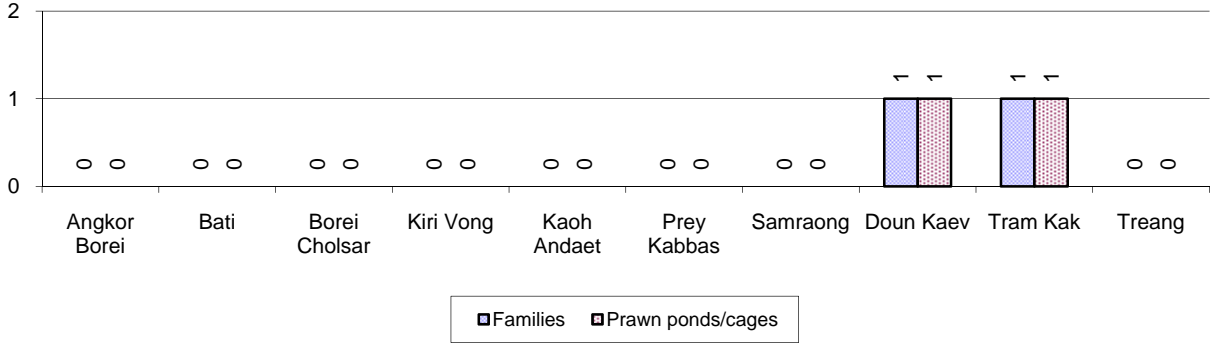 2
1
0
0 0 0 0 0 0 0 0 0 0 0 0 0 0 1 1 1 1 0 0
Angkor Borei
Bati
Borei Cholsar
Kiri Vong
Kaoh Andaet
Prey Kabbas
Samraong
Doun Kaev
Tram Kak
Treang
Families
Prawn ponds/cages